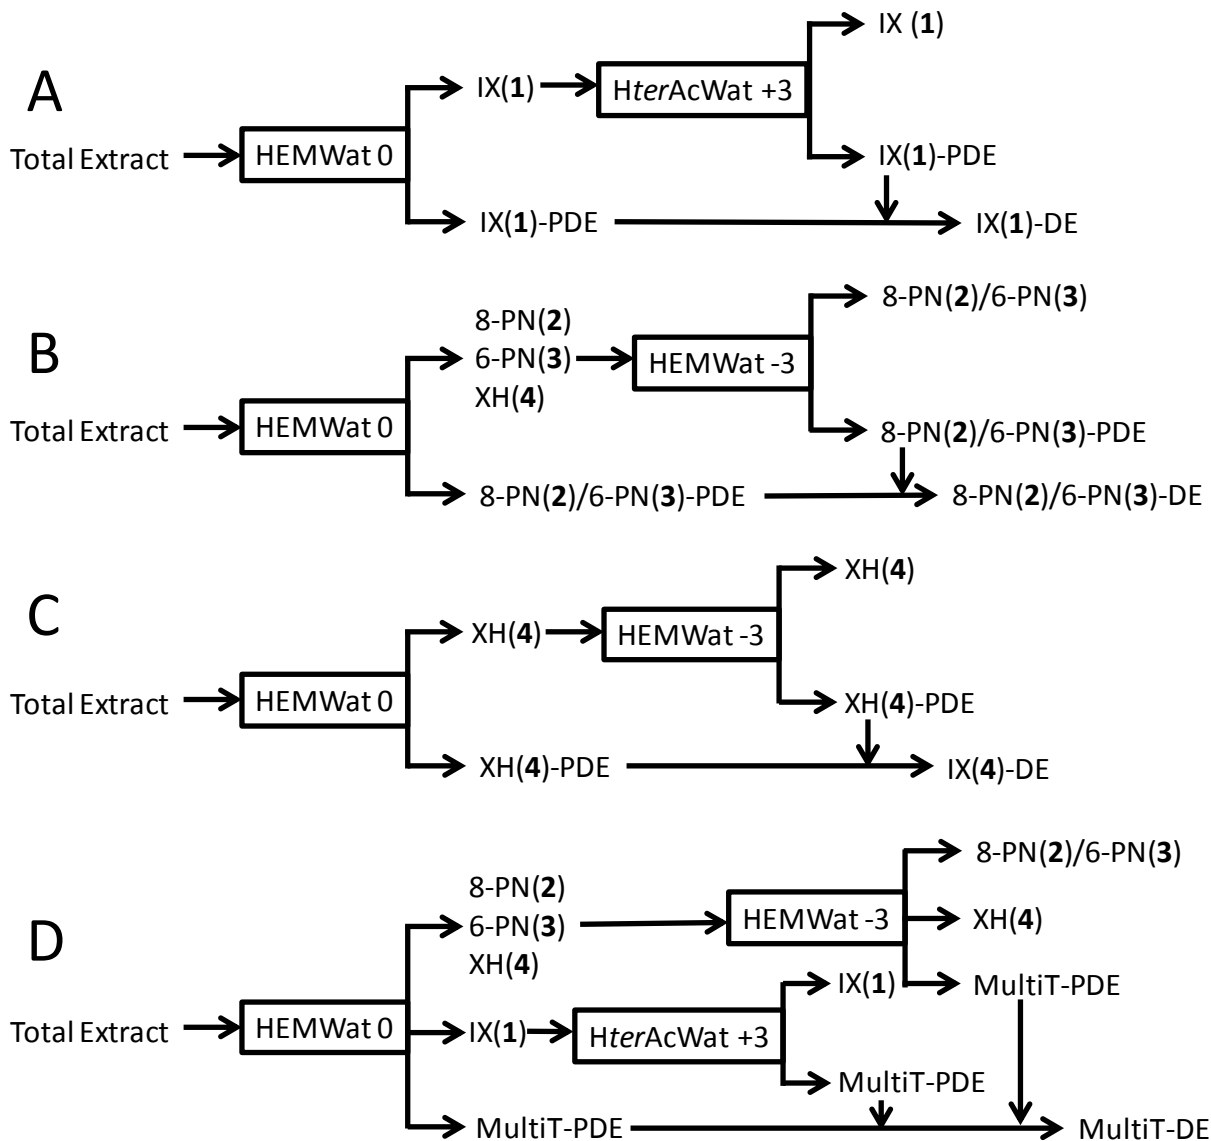 A
Total Extract
HEMWat 0
IX(1)
HterAcWat +3
IX (1)
IX(1)-PDE
IX(1)-PDE
IX(1)-DE
B
Total Extract
HEMWat 0
8-PN(2)
6-PN(3)
XH(4)
HEMWat -3
8-PN(2)/6-PN(3)
8-PN(2)/6-PN(3)-PDE
8-PN(2)/6-PN(3)-PDE
8-PN(2)/6-PN(3)-DE
C
Total Extract
HEMWat 0
XH(4)
HEMWat -3
XH(4)
XH(4)-PDE
XH(4)-PDE
IX(4)-DE
D
Total Extract
HEMWat 0
8-PN(2)
6-PN(3)
XH(4)
HEMWat -3
8-PN(2)/6-PN(3)
XH(4)
MultiT-PDE
IX(1)
HterAcWat +3
IX(1)
MultiT-PDE
MultiT-PDE
MultiT-DE